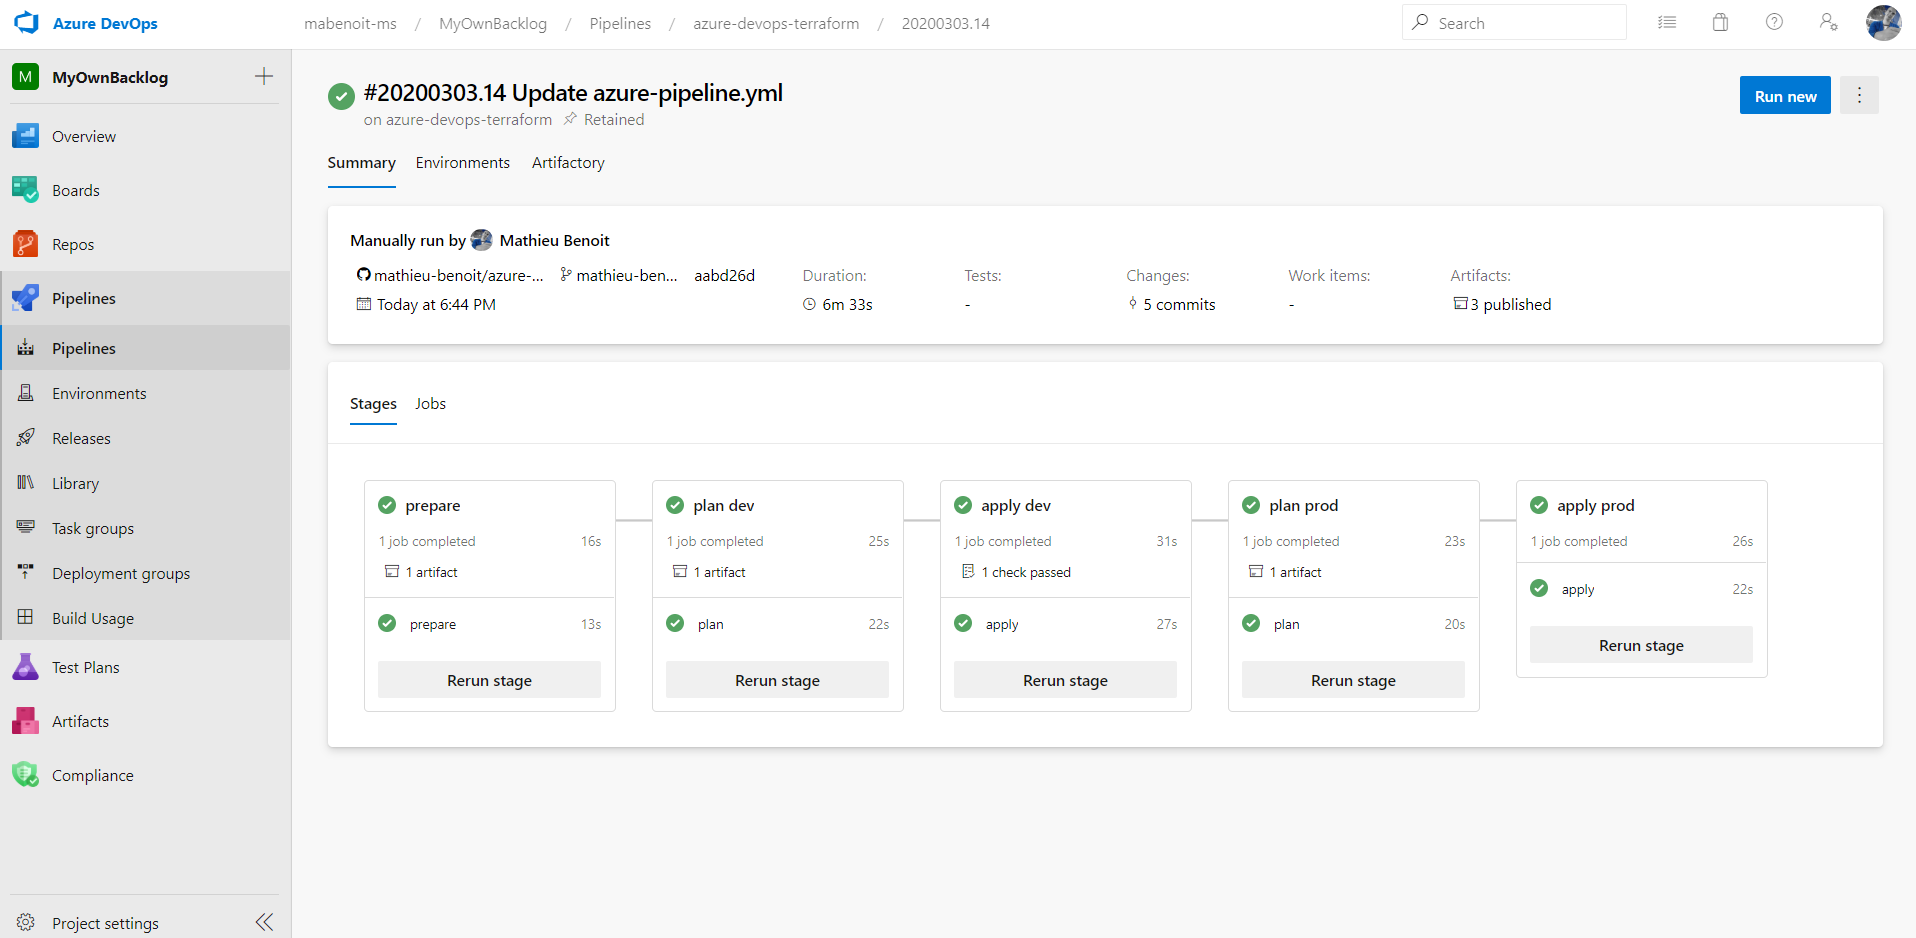 Azure DevOps
mabenoit-ms / MyOwnBacklog / Pipelines / azure-devops-terraform / 20200303.14
Search
M MyOwnBacklog
Overview
Boards
Repos
Pipelines
Pipelines
Environments
Releases
Library
Task groups
Deployment groups
Build Usage
Test Plans
Artifacts
Compliance
Project settings
#20200303.14 Update azure-pipeline.yml
on azure-devops-terraform Retained
Run new
Summary Environments Artifactory
Manually run by Mathieu Benoit
mathieu-benoit/azure-... mathieu-ben... aabd26d
Today at 6:44 PM
Duration:
6m 33s
Tests:
-
Changes:
5 commits
Work items:
-
Artifacts:
3 published
Stages Jobs
prepare
1 job completed 16s
1 artifact
prepare 13s
Rerun stage
plan dev
1 job completed 25s
1 artifact
plan 22s
Rerun stage
apply dev
1 job completed 31s
1 check passed
apply 27s
Rerun stage
plan prod
1 job completed 23s
1 artifact
plan 20s
Rerun stage
apply prod
1 job completed 26s
apply 22s
Rerun stage